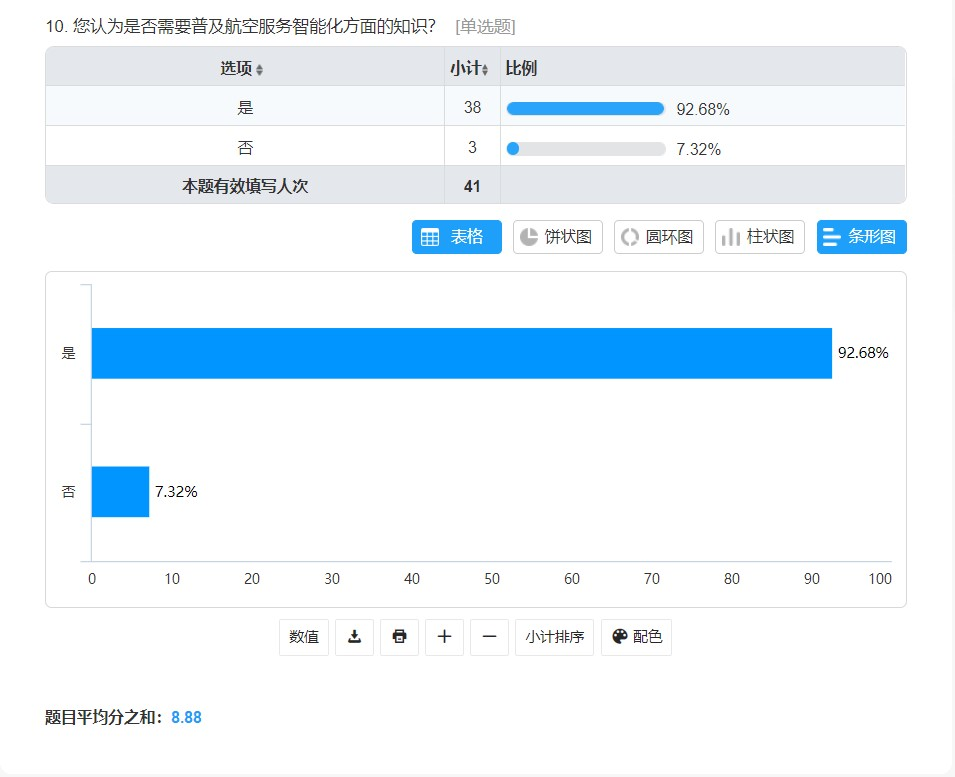 10. 您认为是否需要普及航空服务智能化方面的知识？ [单选题]
选项 小计 比例
是 38 92.68%
否 3 7.32%
本题有效填写人次 41
表格 饼状图 圆环图 柱状图 条形图
是 92.68%
否 7.32%
0 10 20 30 40 50 60 70 80 90 100
数值 小计排序 配色
题目平均分之和：8.88